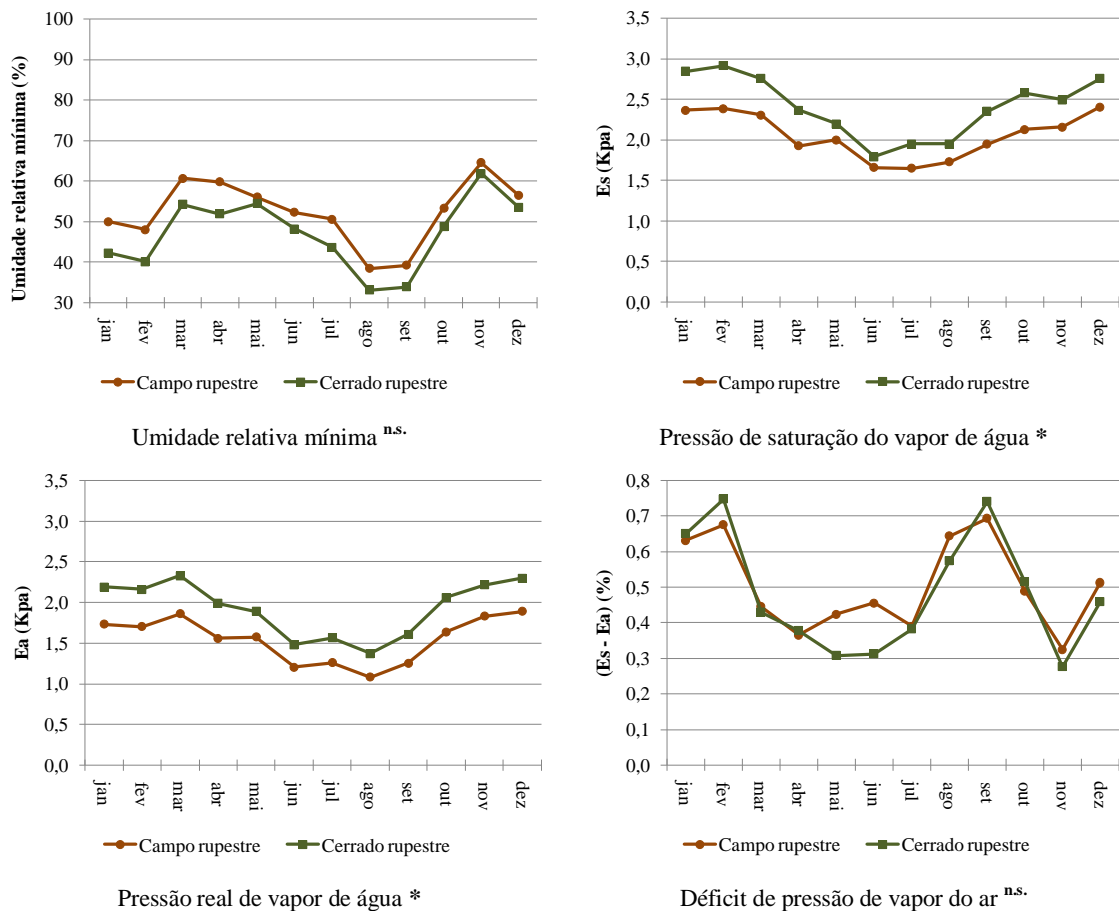 Umidade relativa mínima (%)
100
90
80
70
60
50
40
30
jan
fev
mar
abr
mai
jun
jul
ago
set
out
nov
dez
Campo rupestre
Cerrado rupestre
Umidade relativa mínima n.s.
Es (Kpa)
3,5
3,0
2,5
2,0
1,5
1,0
0,5
0,0
jan
fev
mar
abr
mai
jun
jul
ago
set
out
nov
dez
Campo rupestre
Cerrado rupestre
Pressão de saturação do vapor de água *
Ea (Kpa)
3,5
3,0
2,5
2,0
1,5
1,0
0,5
0,0
jan
fev
mar
abr
mai
jun
jul
ago
set
out
nov
dez
Campo rupestre
Cerrado rupestre
Pressão real de vapor de água *
(Es - Ea) (%)
0,8
0,7
0,6
0,5
0,4
0,3
0,2
0,1
0,0
jan
fev
mar
abr
mai
jun
jul
ago
set
out
nov
dez
Campo rupestre
Cerrado rupestre
Déficit de pressão de vapor do ar n.s.